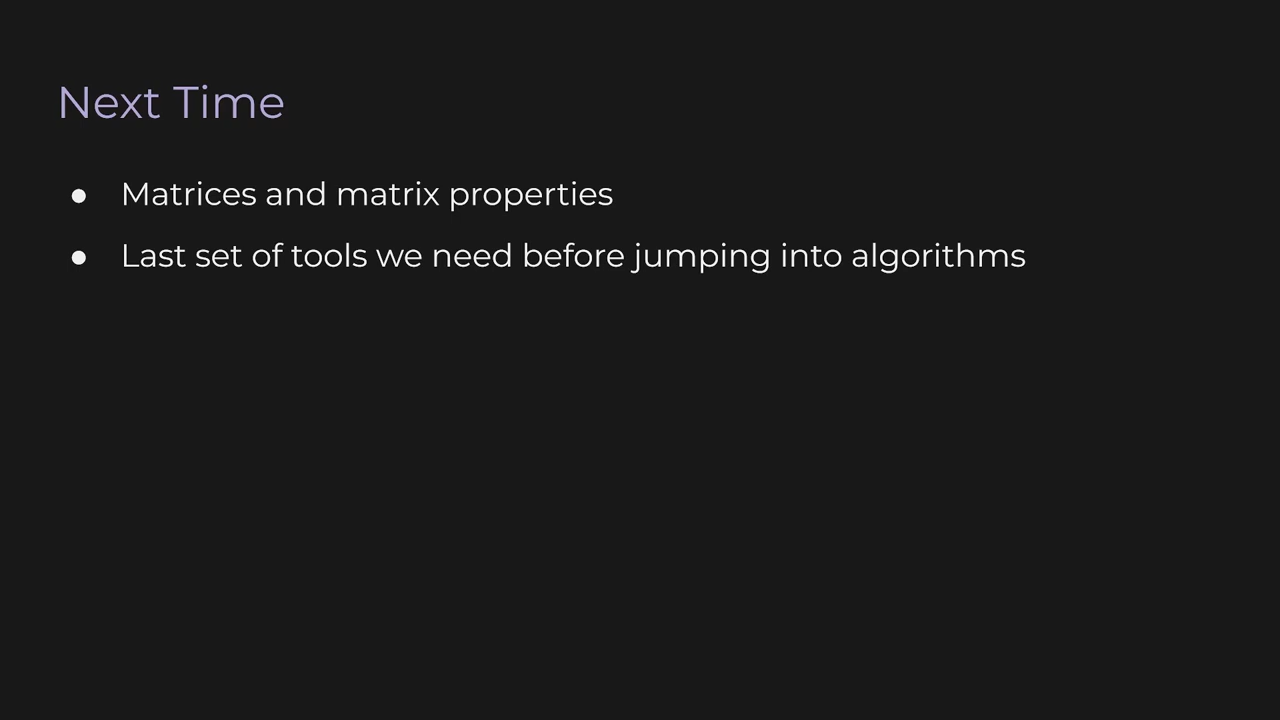 Next Time
● Matrices and matrix properties
● Last set of tools we need before jumping into algorithms